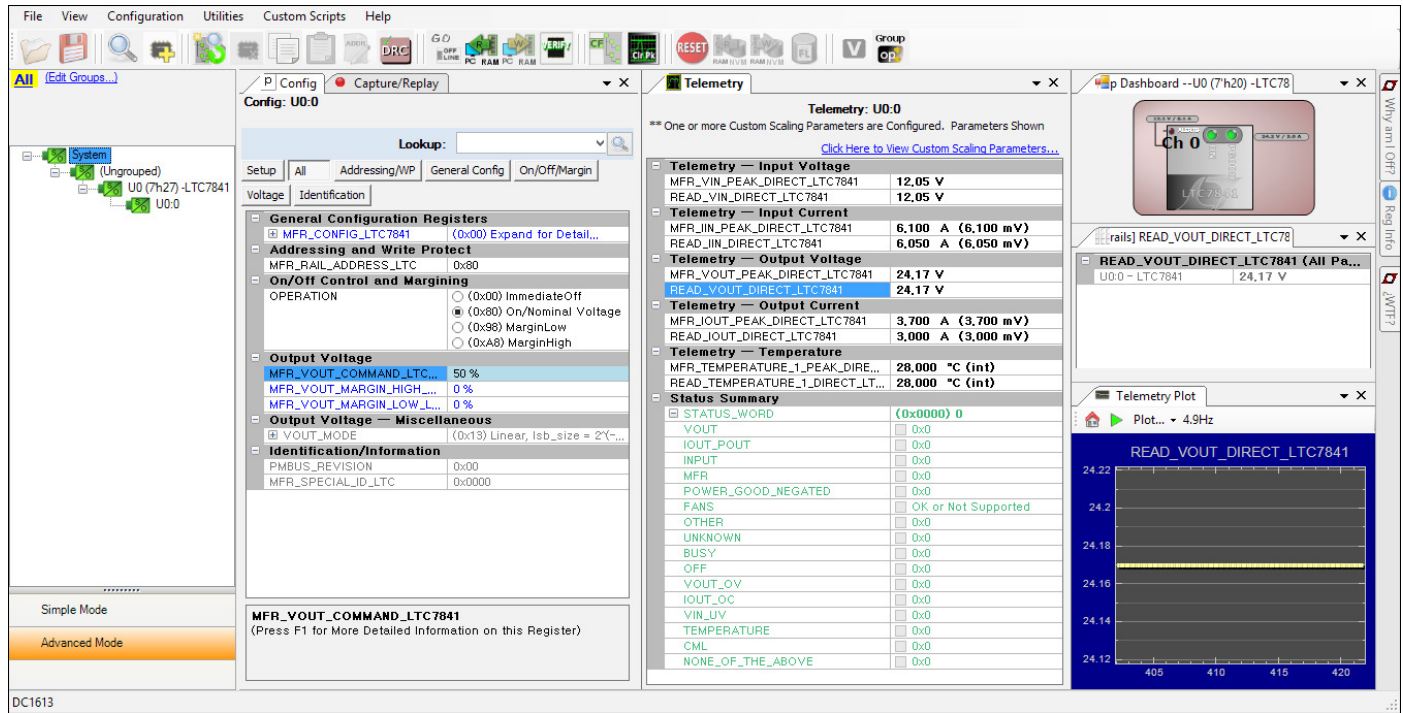 File View Configuration Utilities Custom Scripts Help
ADDR DRC GO OFF LINE PC RAM PC RAM VERIFY CF Clr Pk RESET RAM NVM RAM NVM FL V Group OP
All (Edit Groups...)
System
(Ungrouped)
U0 (7h27) -LTC7841
U0:0
Simple Mode
Advanced Mode
DC1613
Config Capture/Replay
Config: U0:0
Lookup:
Setup All Addressing/WP General Config On/Off/Margin
Voltage Identification
General Configuration Registers
MFR_CONFIG_LTC7841 (0x00) Expand for Detail...
Addressing and Write Protect
MFR_RAIL_ADDRESS_LTC 0x80
On/Off Control and Margining
OPERATION (0x00) ImmediateOff
(0x80) On/Nominal Voltage
(0x98) MarginLow
(0xA8) MarginHigh
Output Voltage
MFR_VOUT_COMMAND_LTC... 50 %
MFR_VOUT_MARGIN_HIGH_... 0 %
MFR_VOUT_MARGIN_LOW_L... 0 %
Output Voltage — Miscellaneous
VOUT_MODE (0x13) Linear, lsb_size = 2^(-...
Identification/Information
PMBUS_REVISION 0x00
MFR_SPECIAL_ID_LTC 0x0000
MFR_VOUT_COMMAND_LTC7841
(Press F1 for More Detailed Information on this Register)
Telemetry
Telemetry: U0:0
** One or more Custom Scaling Parameters are Configured. Parameters Shown
Click Here to View Custom Scaling Parameters...
Telemetry — Input Voltage
MFR_VIN_PEAK_DIRECT_LTC7841 12.05 V
READ_VIN_DIRECT_LTC7841 12.05 V
Telemetry — Input Current
MFR_IIN_PEAK_DIRECT_LTC7841 6.100 A (6.100 mV)
READ_IIN_DIRECT_LTC7841 6.050 A (6.050 mV)
Telemetry — Output Voltage
MFR_VOUT_PEAK_DIRECT_LTC7841 24.17 V
READ_VOUT_DIRECT_LTC7841 24.17 V
Telemetry — Output Current
MFR_IOUT_PEAK_DIRECT_LTC7841 3.700 A (3.700 mV)
READ_IOUT_DIRECT_LTC7841 3.000 A (3.000 mV)
Telemetry — Temperature
MFR_TEMPERATURE_1_PEAK_DIRE... 28.000 °C (int)
READ_TEMPERATURE_1_DIRECT_LT... 28.000 °C (int)
Status Summary
STATUS_WORD (0x0000) 0
VOUT 0x0
IOUT_POUT 0x0
INPUT 0x0
MFR 0x0
POWER_GOOD_NEGATED 0x0
FANS OK or Not Supported
OTHER 0x0
UNKNOWN 0x0
BUSY 0x0
OFF 0x0
VOUT_OV 0x0
IOUT_OC 0x0
VIN_UV 0x0
TEMPERATURE 0x0
CML 0x0
NONE_OF_THE_ABOVE 0x0
p Dashboard --U0 (7'h20) -LTC78
Ch 0
LTC7841
rails] READ_VOUT_DIRECT_LTC78
READ_VOUT_DIRECT_LTC7841 (All Pa...
U0:0 - LTC7841 24.17 V
Telemetry Plot
Plot... 4.9Hz
READ_VOUT_DIRECT_LTC7841
24.22
24.2
24.18
24.16
24.14
24.12
405 410 415 420
Why am I Off?
Reg Info
¿WTF?